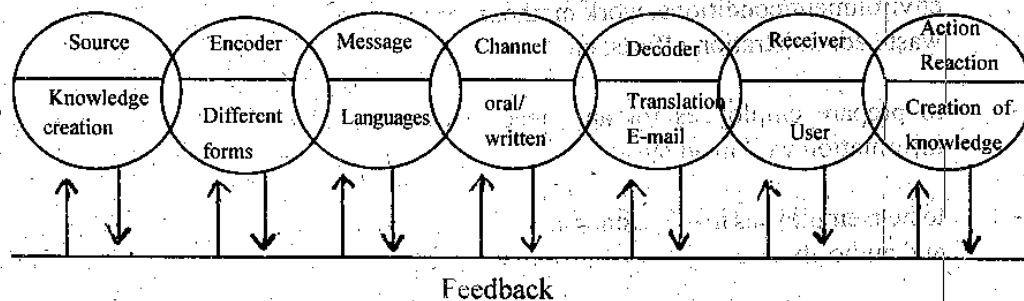 Source
Knowledge
creation
Encoder
Different
forms
Message
Languages
Channel
oral/
written
Decoder
Translation
E-mail
Receiver
User
Action
Reaction
Creation of
knowledge
Feedback